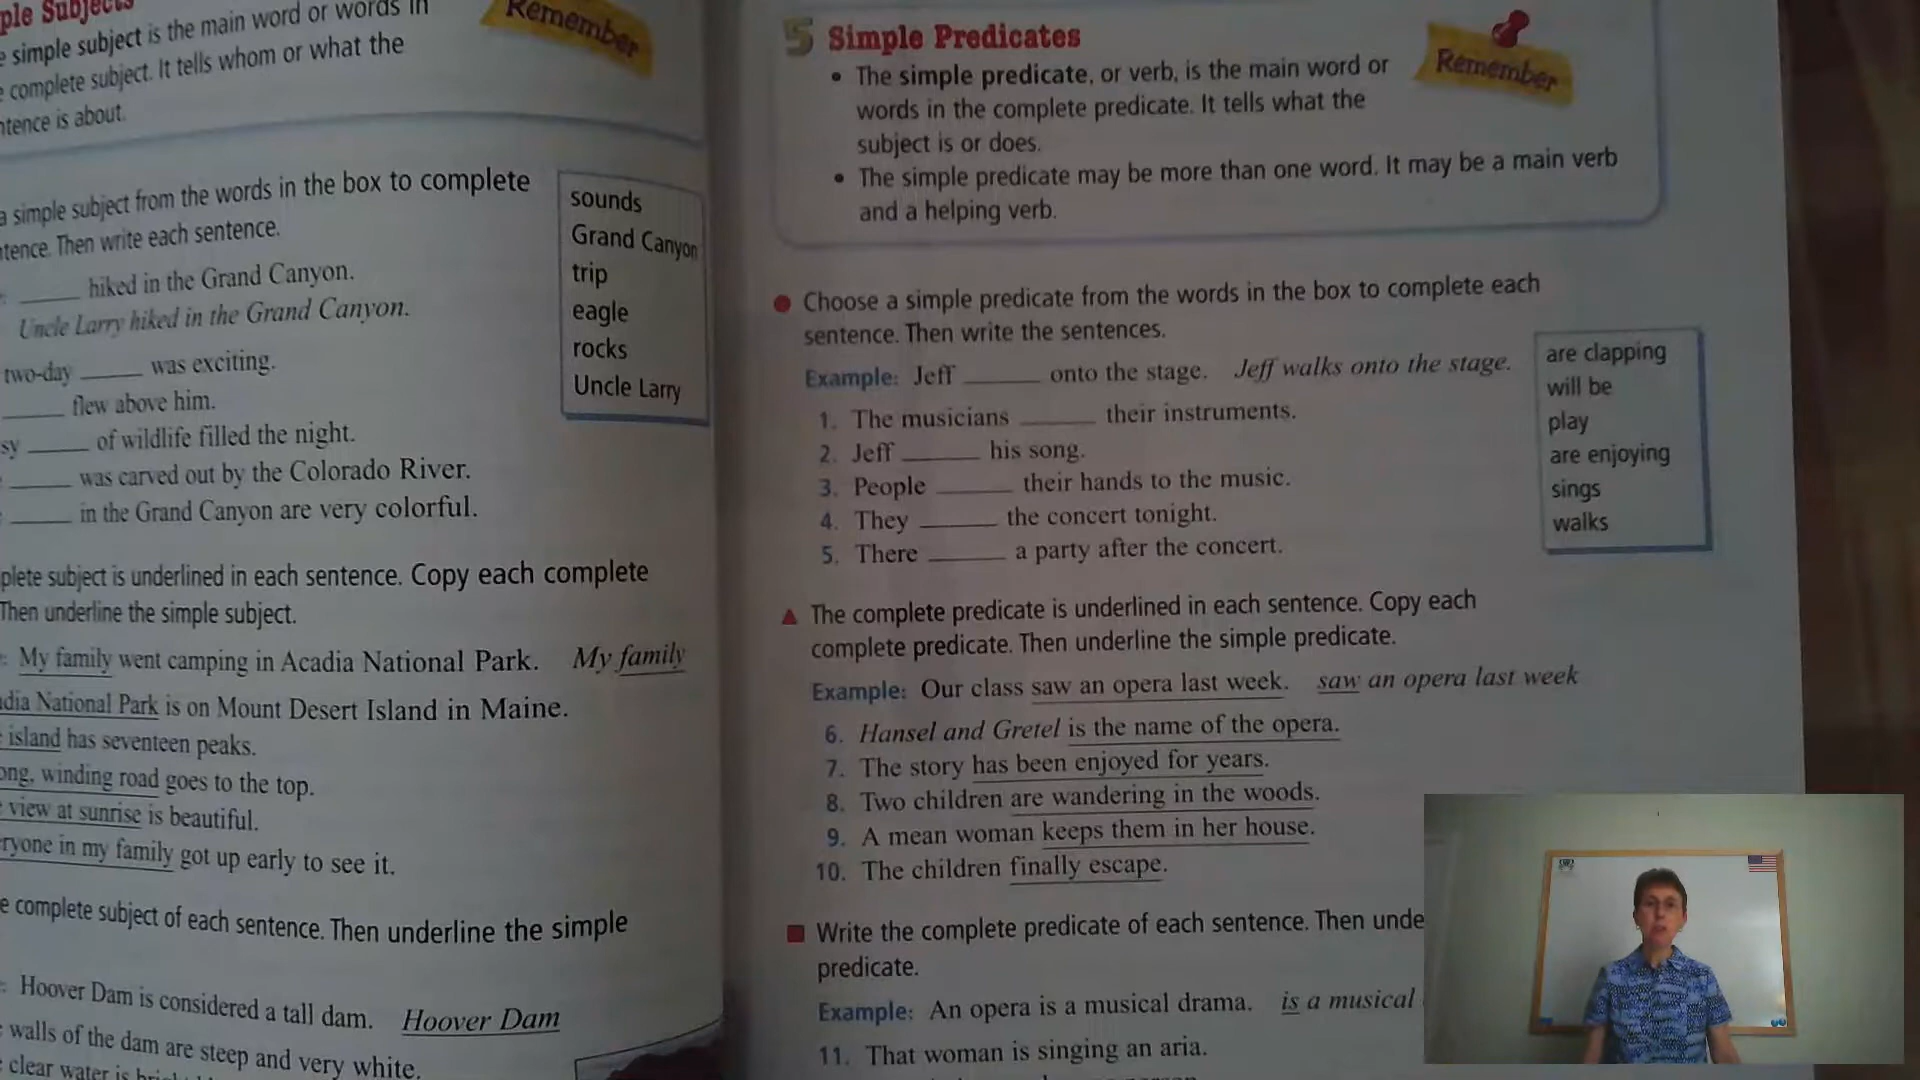 ple Subjects
simple subject is the main word or words in
complete subject. It tells whom or what the
ntence is about.
Remember
a simple subject from the words in the box to complete
ntence. Then write each sentence.
____ hiked in the Grand Canyon.
Uncle Larry hiked in the Grand Canyon.
two-day ____ was exciting.
____ flew above him.
sy ____ of wildlife filled the night.
____ was carved out by the Colorado River.
____ in the Grand Canyon are very colorful.
sounds
Grand Canyon
trip
eagle
rocks
Uncle Larry
plete subject is underlined in each sentence. Copy each complete
Then underline the simple subject.
My family went camping in Acadia National Park. My family
dia National Park is on Mount Desert Island in Maine.
island has seventeen peaks.
ong, winding road goes to the top.
view at sunrise is beautiful.
ryone in my family got up early to see it.
e complete subject of each sentence. Then underline the simple
Hoover Dam is considered a tall dam. Hoover Dam
walls of the dam are steep and very white.
clear water is
5 Simple Predicates
• The simple predicate, or verb, is the main word or
words in the complete predicate. It tells what the
subject is or does.
• The simple predicate may be more than one word. It may be a main verb
and a helping verb.
Remember
Choose a simple predicate from the words in the box to complete each
sentence. Then write the sentences.
Example: Jeff ____ onto the stage. Jeff walks onto the stage.
1. The musicians ____ their instruments.
2. Jeff ____ his song.
3. People ____ their hands to the music.
4. They ____ the concert tonight.
5. There ____ a party after the concert.
are clapping
will be
play
are enjoying
sings
walks
The complete predicate is underlined in each sentence. Copy each
complete predicate. Then underline the simple predicate.
Example: Our class saw an opera last week. saw an opera last week
6. Hansel and Gretel is the name of the opera.
7. The story has been enjoyed for years.
8. Two children are wandering in the woods.
9. A mean woman keeps them in her house.
10. The children finally escape.
Write the complete predicate of each sentence. Then unde
predicate.
Example: An opera is a musical drama. is a musical
11. That woman is singing an aria.